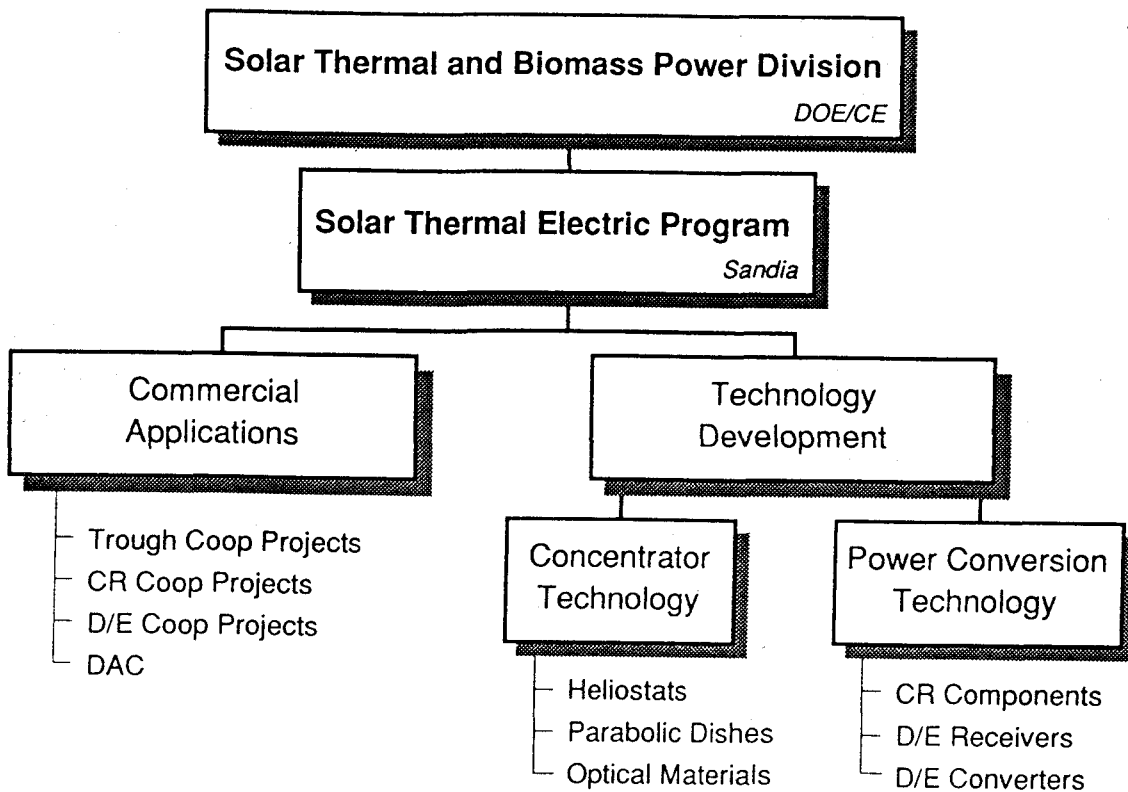 Solar Thermal and Biomass Power Division
DOE/CE
Solar Thermal Electric Program
Sandia
Commercial
Applications
Trough Coop Projects
CR Coop Projects
D/E Coop Projects
DAC
Technology
Development
Concentrator
Technology
Heliostats
Parabolic Dishes
Optical Materials
Power Conversion
Technology
CR Components
D/E Receivers
D/E Converters